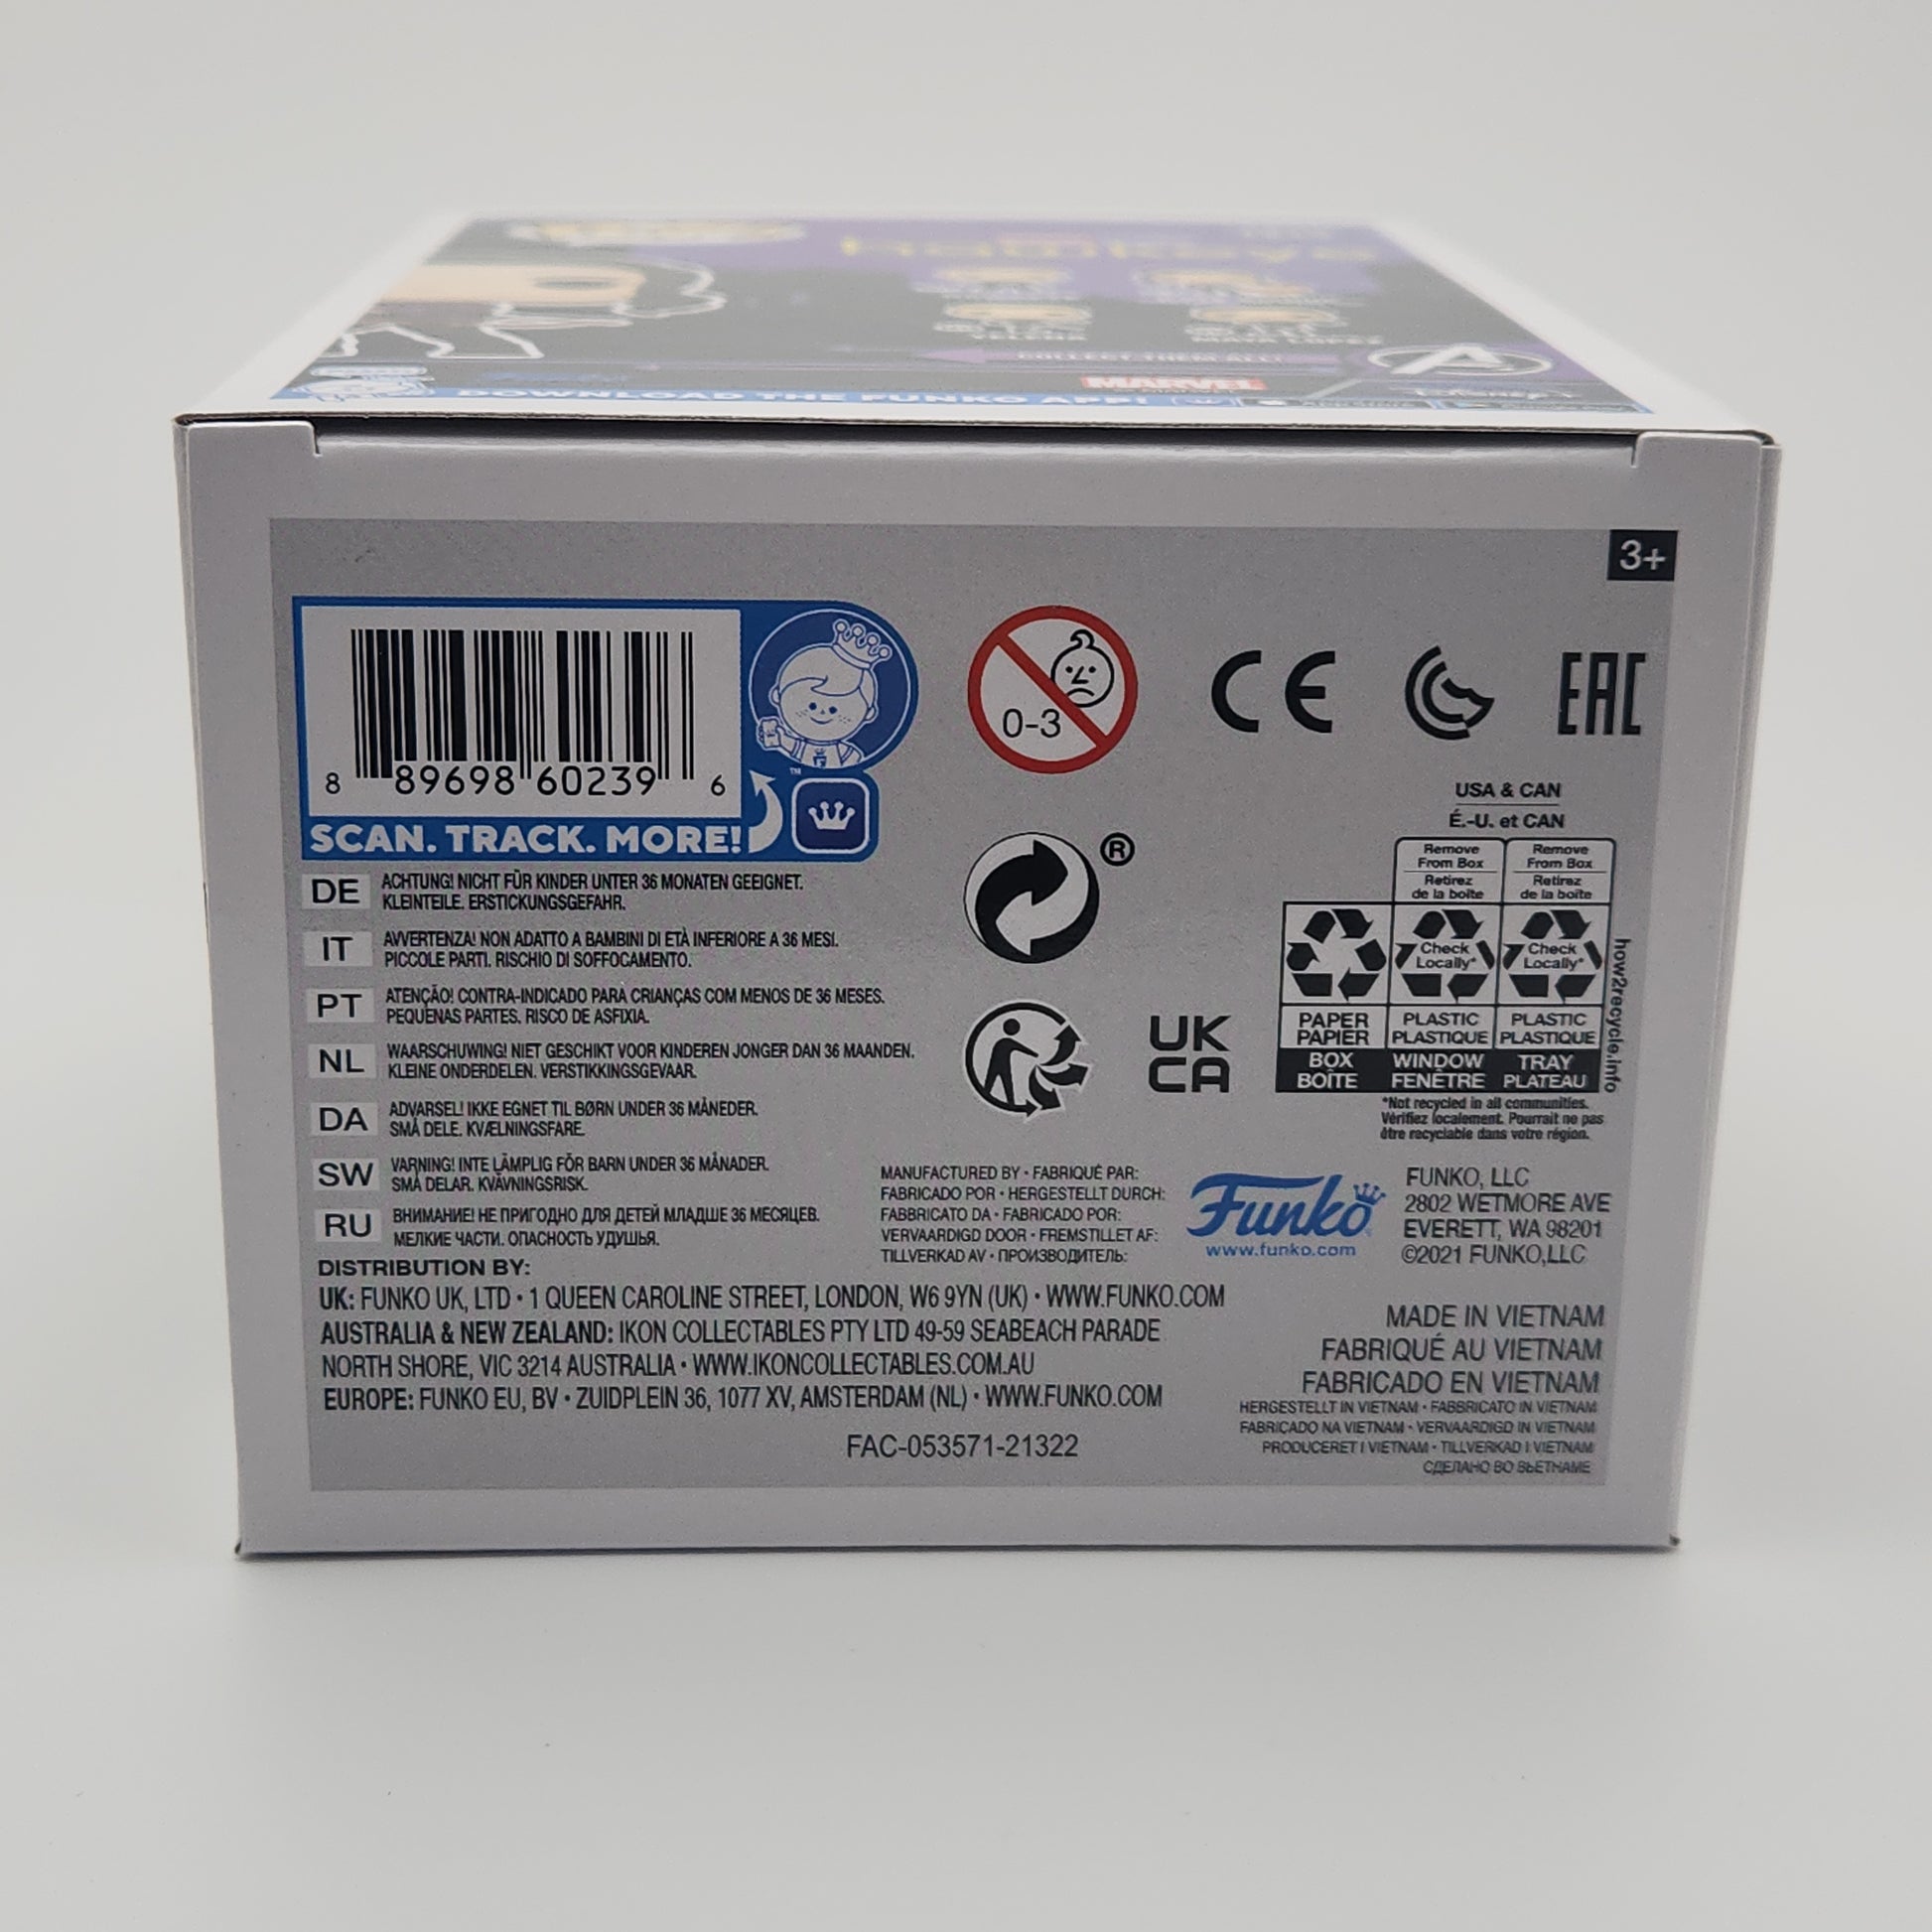 hawkeye
YELENA
MAYA LOPEZ
COLLECT THEM ALL!
MARVEL
DOWNLOAD THE FUNKO APP!
3+
8 89698 60239 6
™
SCAN. TRACK. MORE!
0-3
CE
EAC
USA & CAN
É.-U. et CAN
®
Remove From Box
Retirez de la boîte
Remove From Box
Retirez de la boîte
Check Locally*
Check Locally*
PAPER PAPIER
PLASTIC PLASTIQUE
PLASTIC PLASTIQUE
BOX BOÎTE
WINDOW FENÊTRE
TRAY PLATEAU
how2recycle.info
*Not recycled in all communities.
Vérifiez localement. Pourrait ne pas
être recyclable dans votre région.
UK
CA
DE ACHTUNG! NICHT FÜR KINDER UNTER 36 MONATEN GEEIGNET.
KLEINTEILE. ERSTICKUNGSGEFAHR.
IT AVVERTENZA! NON ADATTO A BAMBINI DI ETÀ INFERIORE A 36 MESI.
PICCOLE PARTI. RISCHIO DI SOFFOCAMENTO.
PT ATENÇÃO! CONTRA-INDICADO PARA CRIANÇAS COM MENOS DE 36 MESES.
PEQUENAS PARTES. RISCO DE ASFIXIA.
NL WAARSCHUWING! NIET GESCHIKT VOOR KINDEREN JONGER DAN 36 MAANDEN.
KLEINE ONDERDELEN. VERSTIKKINGSGEVAAR.
DA ADVARSEL! IKKE EGNET TIL BØRN UNDER 36 MÅNEDER.
SMÅ DELE. KVÆLNINGSFARE.
SW VARNING! INTE LÄMPLIG FÖR BARN UNDER 36 MÅNADER.
SMÅ DELAR. KVÄVNINGSRISK.
RU ВНИМАНИЕ! НЕ ПРИГОДНО ДЛЯ ДЕТЕЙ МЛАДШЕ 36 МЕСЯЦЕВ.
МЕЛКИЕ ЧАСТИ. ОПАСНОСТЬ УДУШЬЯ.
MANUFACTURED BY • FABRIQUÉ PAR:
FABRICADO POR • HERGESTELLT DURCH:
FABBRICATO DA • FABRICADO POR:
VERVAARDIGD DOOR • FREMSTILLET AF:
TILLVERKAD AV • ПРОИЗВОДИТЕЛЬ:
Funko
www.funko.com
FUNKO, LLC
2802 WETMORE AVE
EVERETT, WA 98201
©2021 FUNKO,LLC
DISTRIBUTION BY:
UK: FUNKO UK, LTD • 1 QUEEN CAROLINE STREET, LONDON, W6 9YN (UK) • WWW.FUNKO.COM
AUSTRALIA & NEW ZEALAND: IKON COLLECTABLES PTY LTD 49-59 SEABEACH PARADE
NORTH SHORE, VIC 3214 AUSTRALIA • WWW.IKONCOLLECTABLES.COM.AU
EUROPE: FUNKO EU, BV • ZUIDPLEIN 36, 1077 XV, AMSTERDAM (NL) • WWW.FUNKO.COM
FAC-053571-21322
MADE IN VIETNAM
FABRIQUÉ AU VIETNAM
FABRICADO EN VIETNAM
HERGESTELLT IN VIETNAM • FABBRICATO IN VIETNAM
FABRICADO NA VIETNAM • VERVAARDIGD IN VIETNAM
PRODUCERET I VIETNAM • TILLVERKAD I VIETNAM
СДЕЛАНО ВО ВЬЕТНАМЕ